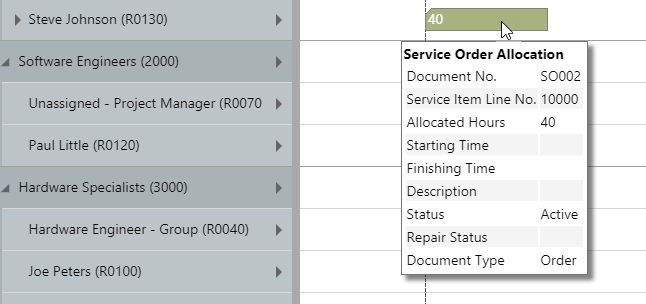 Steve Johnson (R0130)
40
Software Engineers (2000)
Unassigned - Project Manager (R0070
Paul Little (R0120)
Hardware Specialists (3000)
Hardware Engineer - Group (R0040)
Joe Peters (R0100)
Service Order Allocation
Document No. SO002
Service Item Line No. 10000
Allocated Hours 40
Starting Time
Finishing Time
Description
Status Active
Repair Status
Document Type Order